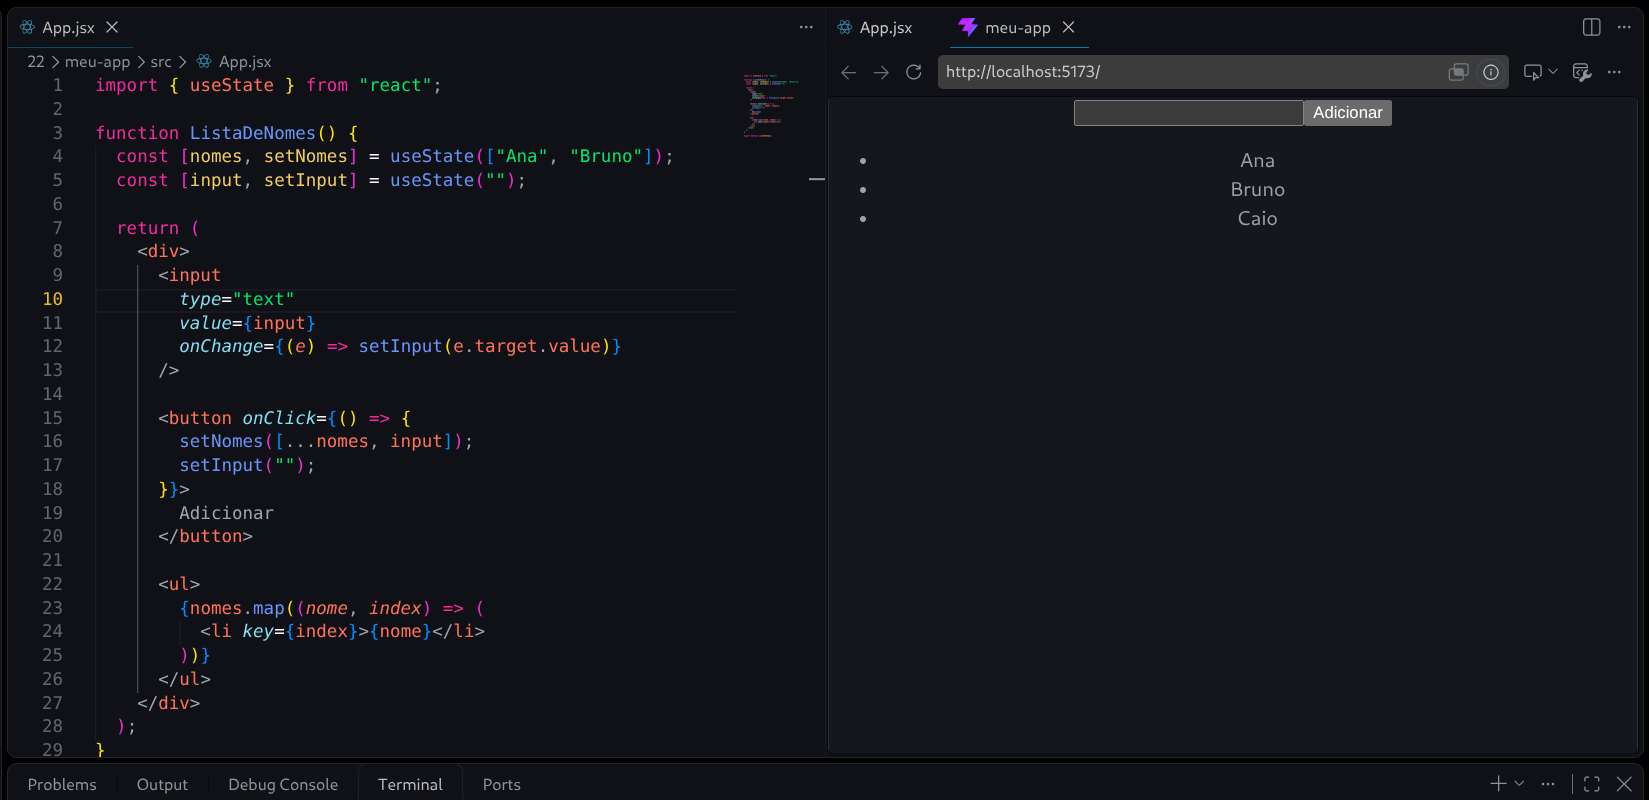 App.jsx
22 > meu-app > src > App.jsx
1 import { useState } from "react";
2
3 function ListaDeNomes() {
4 const [nomes, setNomes] = useState(["Ana", "Bruno"]);
5 const [input, setInput] = useState("");
6
7 return (
8 <div>
9 <input
10 type="text"
11 value={input}
12 onChange={(e) => setInput(e.target.value)}
13 />
14
15 <button onClick={() => {
16 setNomes([...nomes, input]);
17 setInput("");
18 }}>
19 Adicionar
20 </button>
21
22 <ul>
23 {nomes.map((nome, index) => (
24 <li key={index}>{nome}</li>
25 ))}
26 </ul>
27 </div>
28 );
29 }
App.jsx meu-app
http://localhost:5173/
Adicionar
Ana
Bruno
Caio
Problems Output Debug Console Terminal Ports